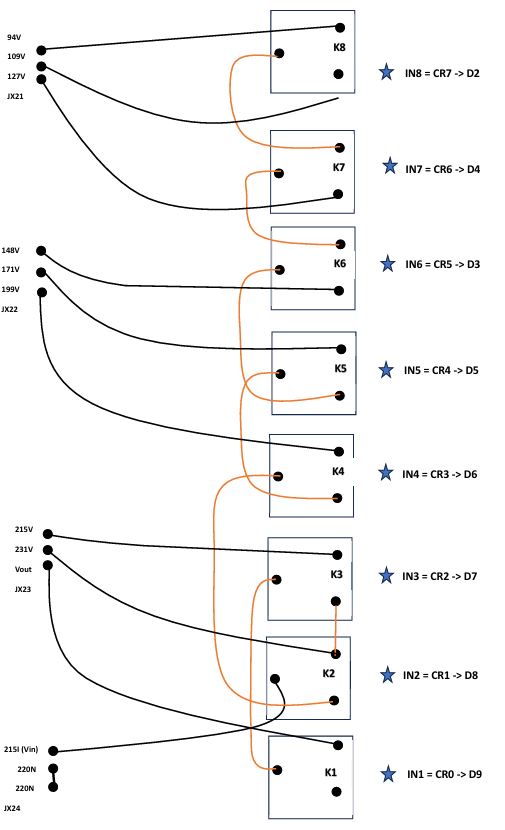 JX24
220N
220N
215I (Vin)
JX23
Vout
231V
215V
JX22
199V
171V
148V
JX21
127V
109V
94V
K1
K2
K3
K4
K5
K6
K7
K8
IN1 = CR0 -> D9
IN2 = CR1 -> D8
IN3 = CR2 -> D7
IN4 = CR3 -> D6
IN5 = CR4 -> D5
IN6 = CR5 -> D3
IN7 = CR6 -> D4
IN8 = CR7 -> D2